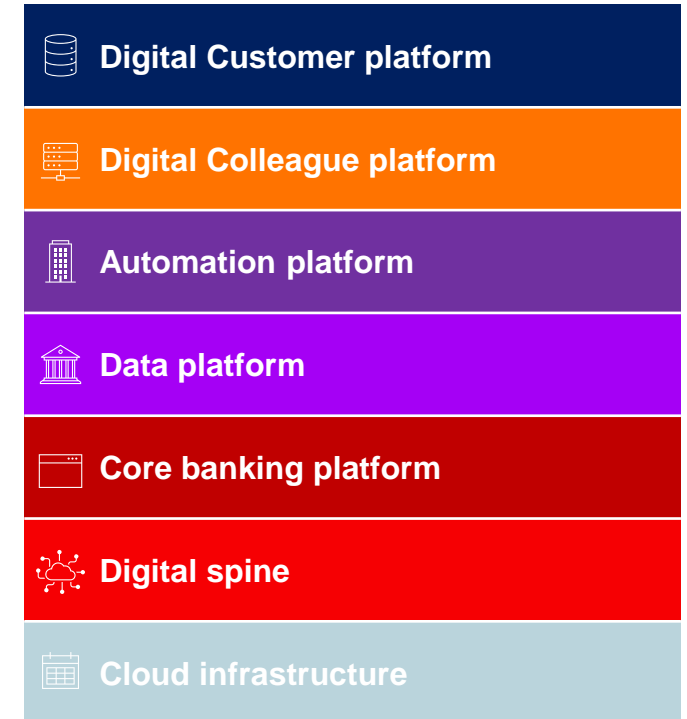 Digital Customer platform
Digital Colleague platform
Automation platform
Data platform
Core banking platform
Digital spine
Cloud infrastructure